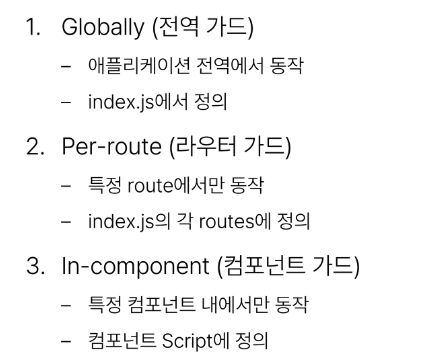 1. Globally (전역 가드)
– 애플리케이션 전역에서 동작
– index.js에서 정의
2. Per-route (라우터 가드)
– 특정 route에서만 동작
– index.js의 각 routes에 정의
3. In-component (컴포넌트 가드)
– 특정 컴포넌트 내에서만 동작
– 컴포넌트 Script에 정의